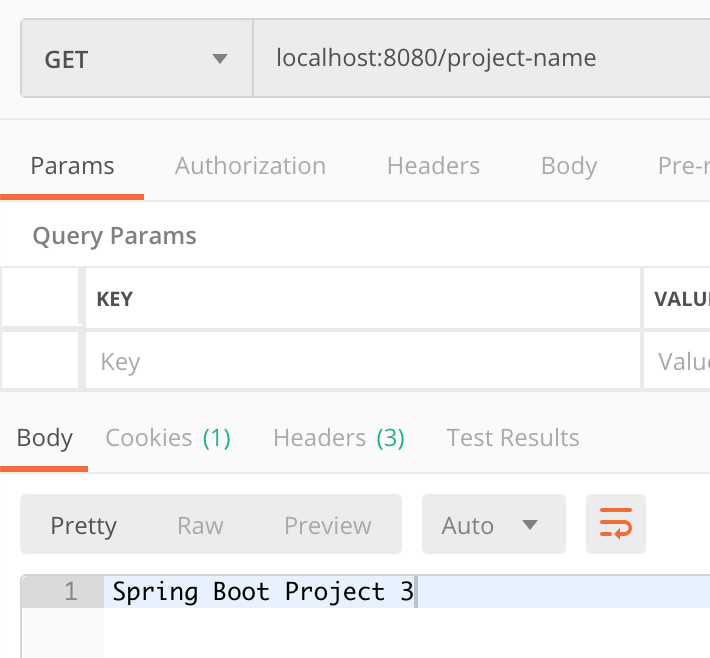 GET localhost:8080/project-name
Params Authorization Headers Body Pre-r
Query Params
KEY VALU
Key Valu
Body Cookies (1) Headers (3) Test Results
Pretty Raw Preview Auto
1 Spring Boot Project 3